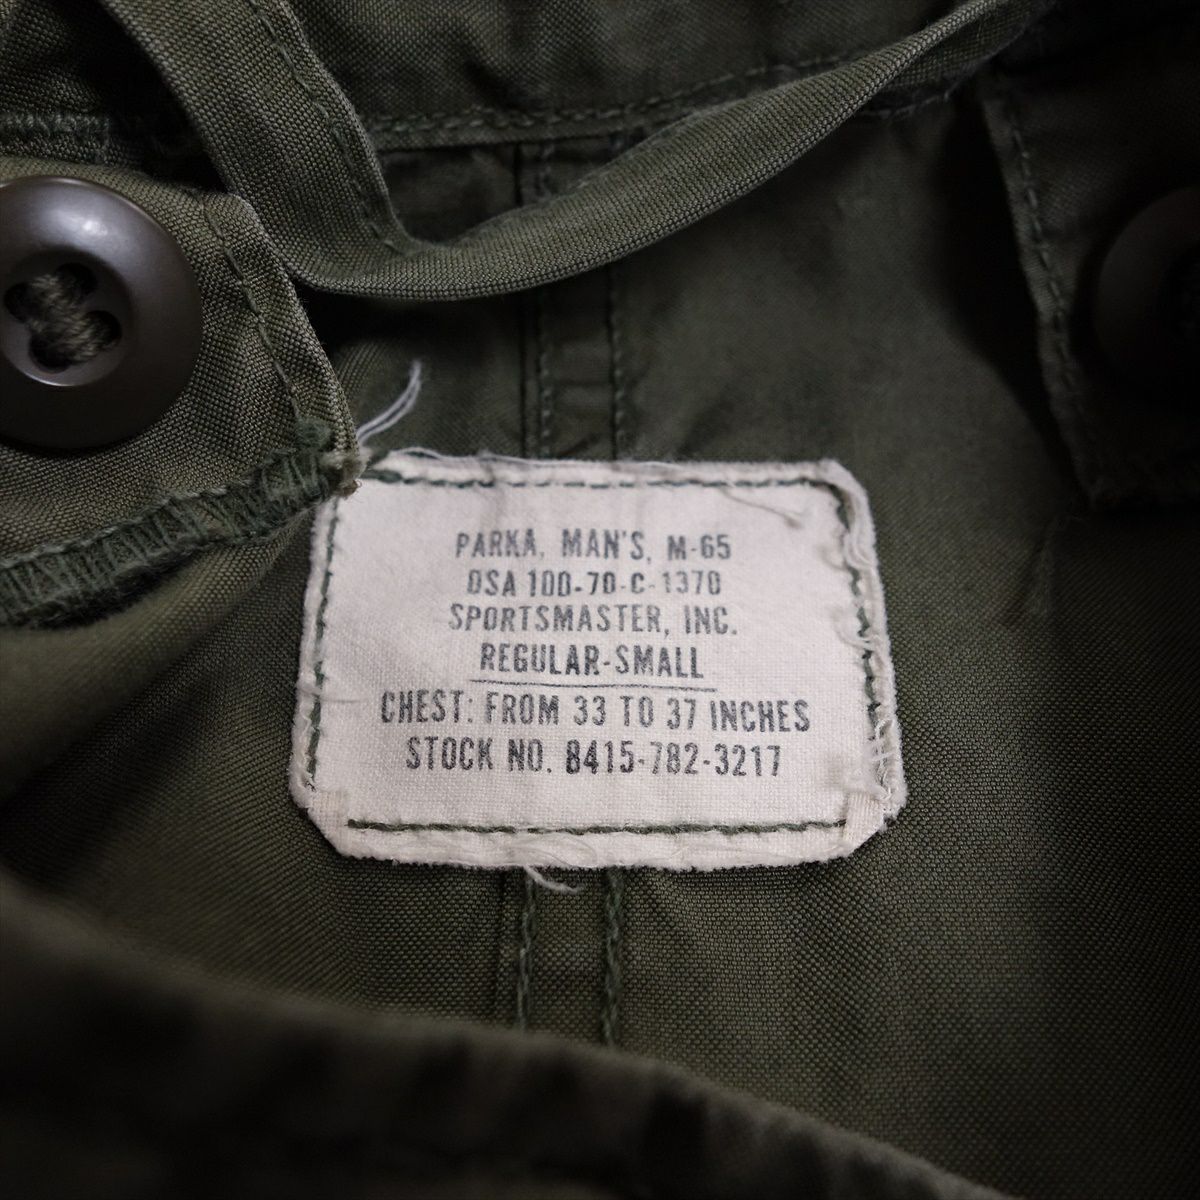 PARKA, MAN'S, M-65
DSA 100-70-C-1370
SPORTSMASTER, INC.
REGULAR-SMALL
CHEST: FROM 33 TO 37 INCHES
STOCK NO. 8415-782-3217